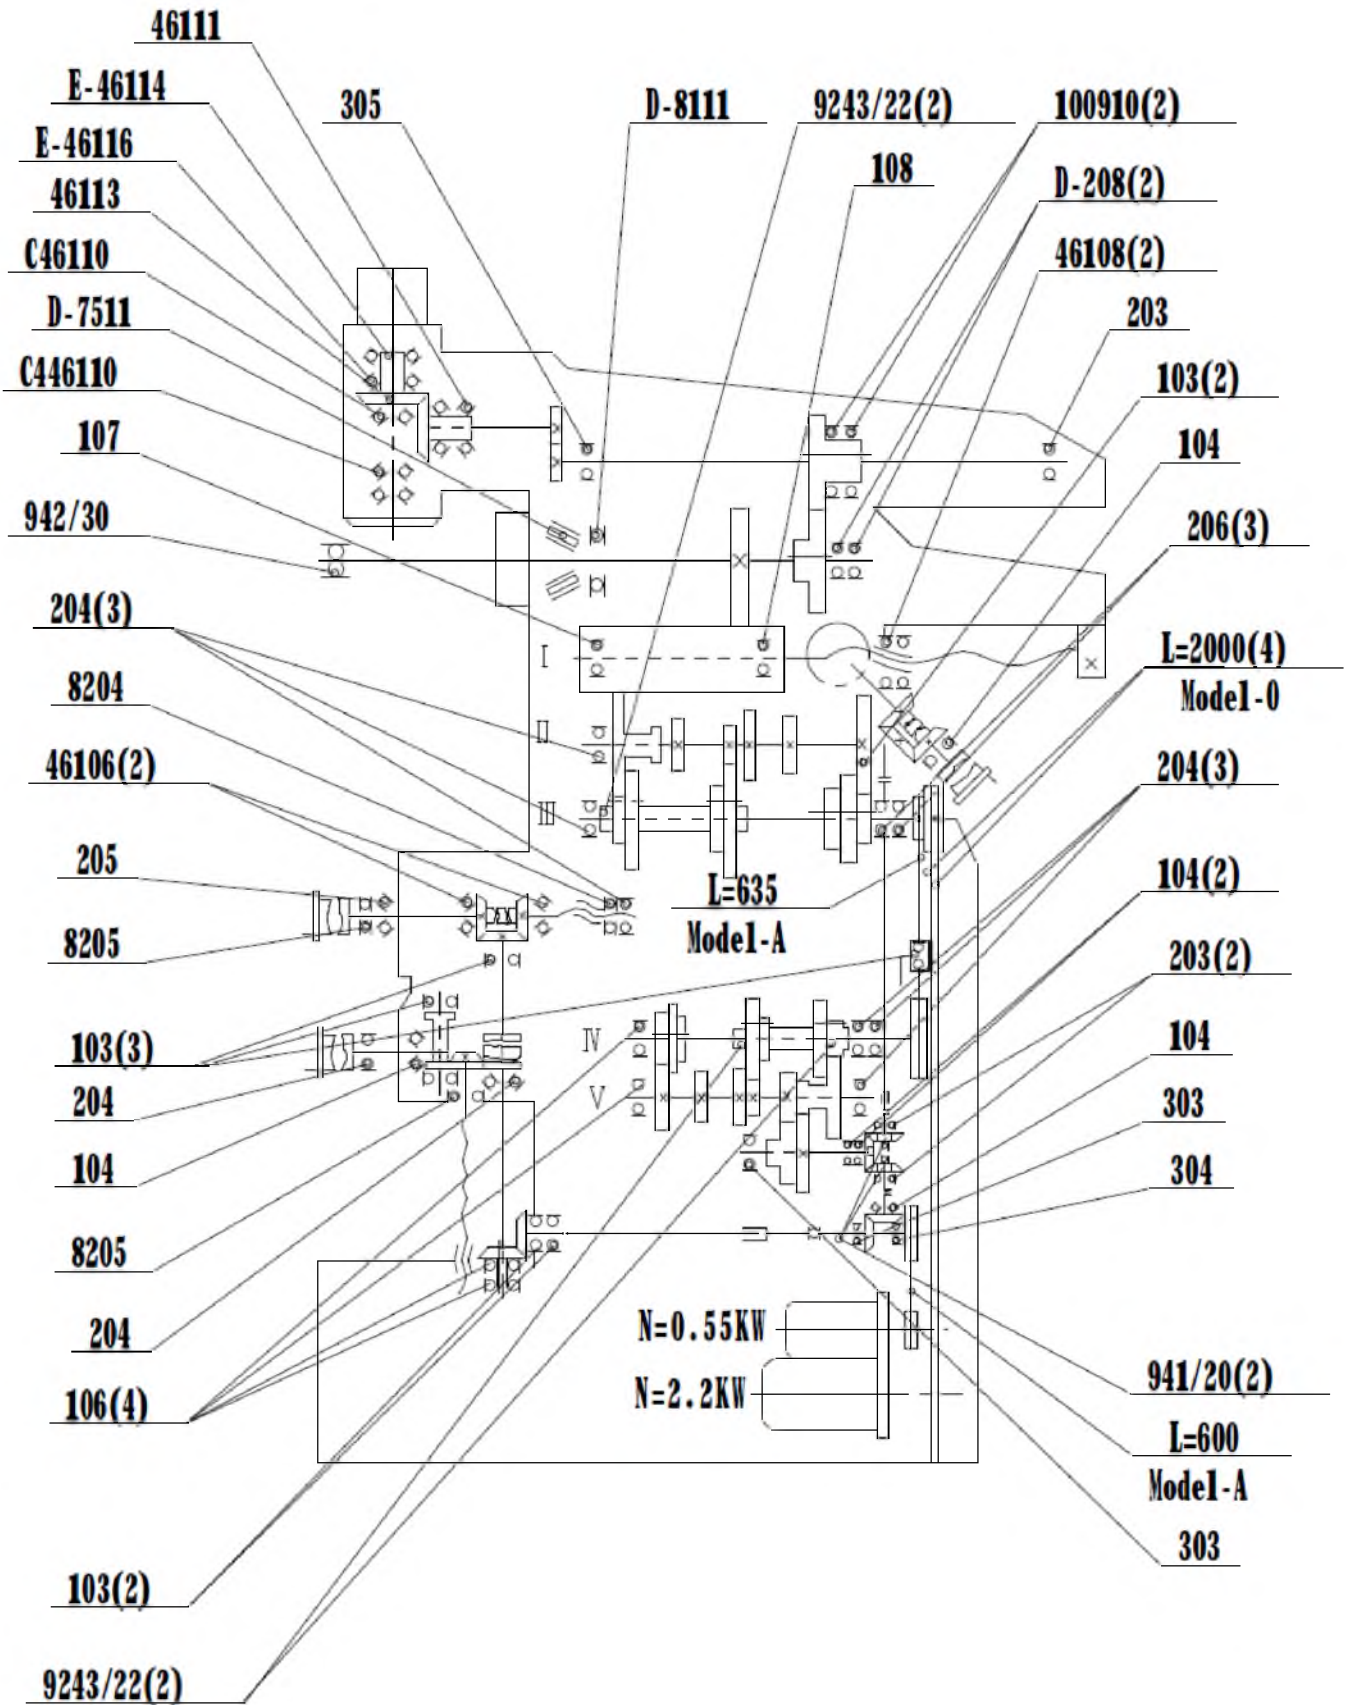 46111
E-46114
305
D-8111
9243/22(2)
100910(2)
E-46116
108
D-208(2)
46113
C46110
46108(2)
D-7511
203
C446110
103(2)
107
104
942/30
206(3)
204(3)
I
L=2000(4)
Model-0
8204
II
46106(2)
204(3)
III
205
L=635
Model-A
104(2)
8205
203(2)
103(3)
IV
104
204
V
303
104
304
8205
204
N=0.55KW
106(4)
N=2.2KW
941/20(2)
L=600
Model-A
303
103(2)
9243/22(2)